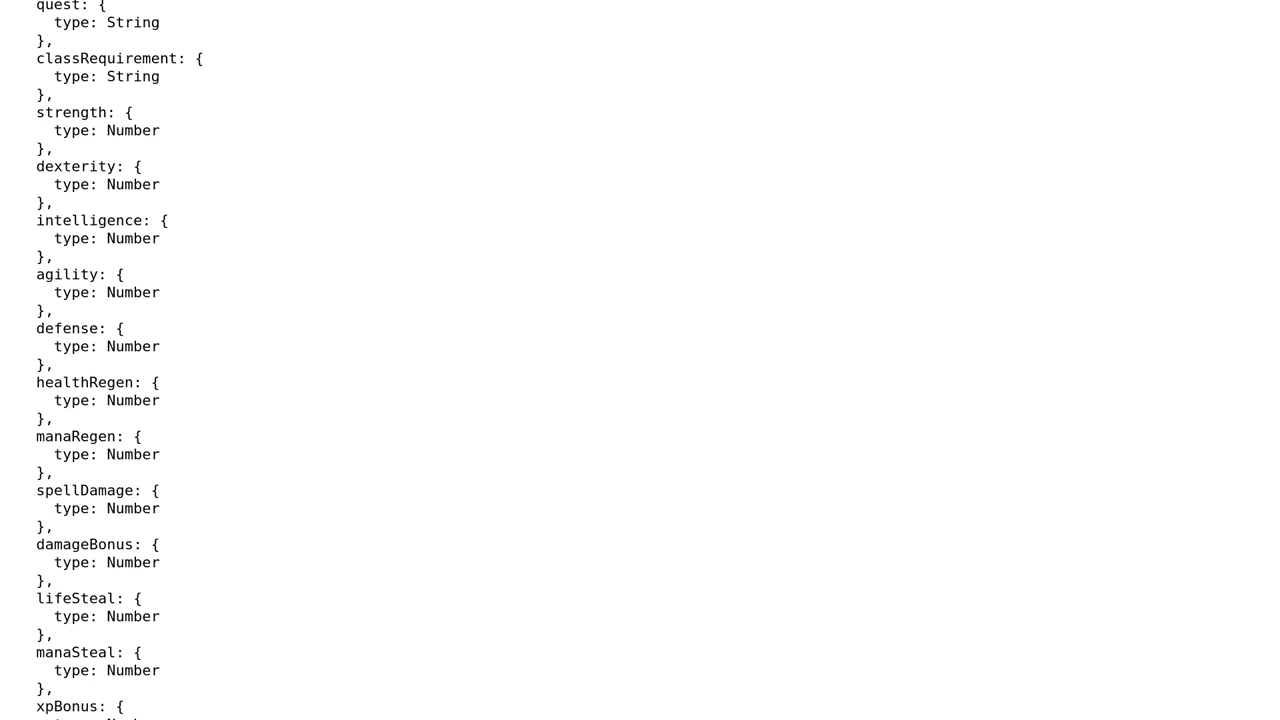 quest: {
  type: String
},
classRequirement: {
  type: String
},
strength: {
  type: Number
},
dexterity: {
  type: Number
},
intelligence: {
  type: Number
},
agility: {
  type: Number
},
defense: {
  type: Number
},
healthRegen: {
  type: Number
},
manaRegen: {
  type: Number
},
spellDamage: {
  type: Number
},
damageBonus: {
  type: Number
},
lifeSteal: {
  type: Number
},
manaSteal: {
  type: Number
},
xpBonus: {